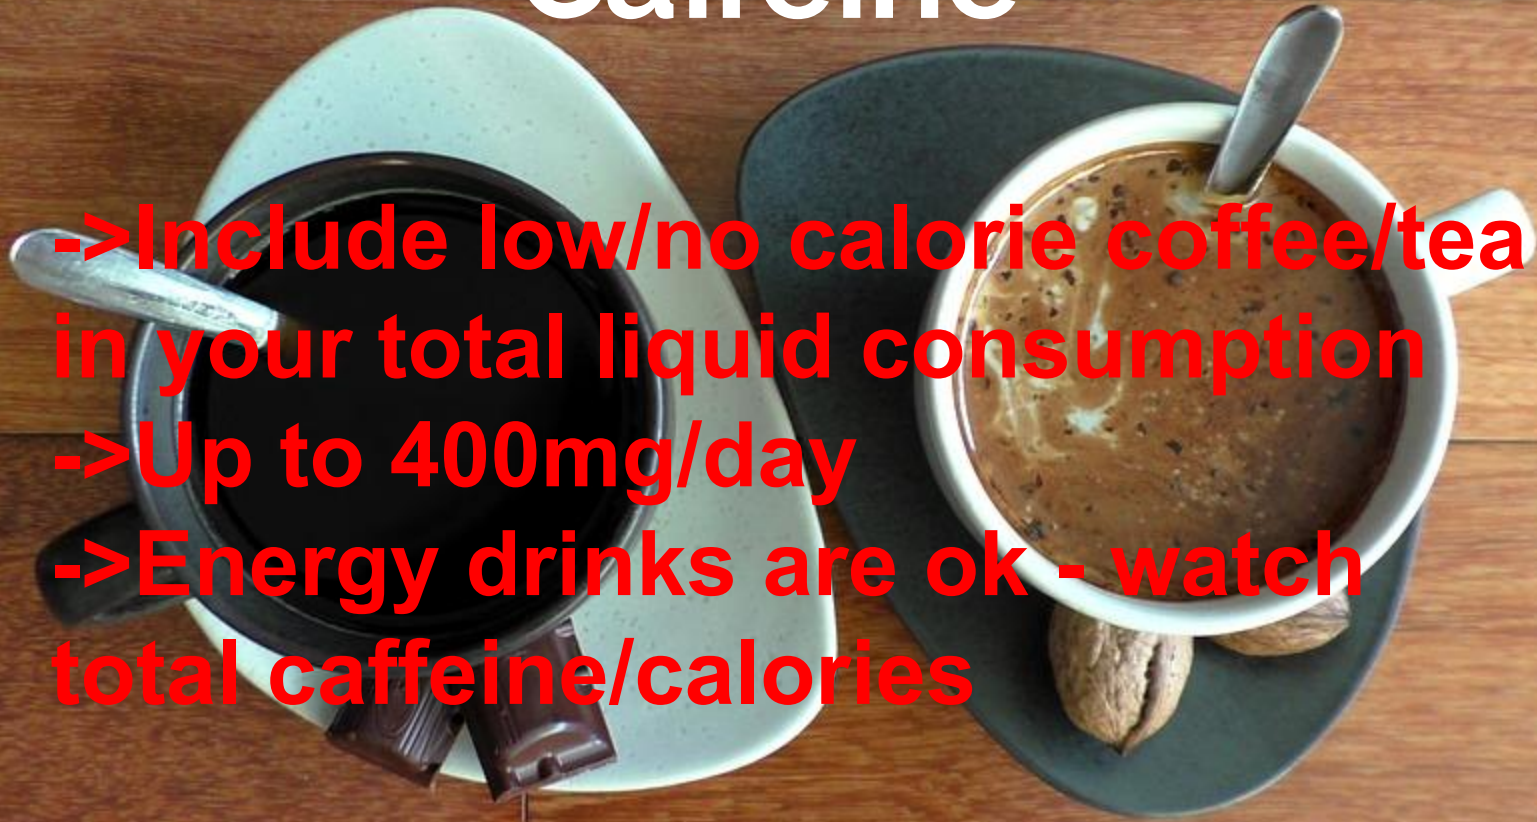 Caffeine
->Include low/no calorie coffee/tea
in your total liquid consumption
->Up to 400mg/day
->Energy drinks are ok - watch
total caffeine/calories